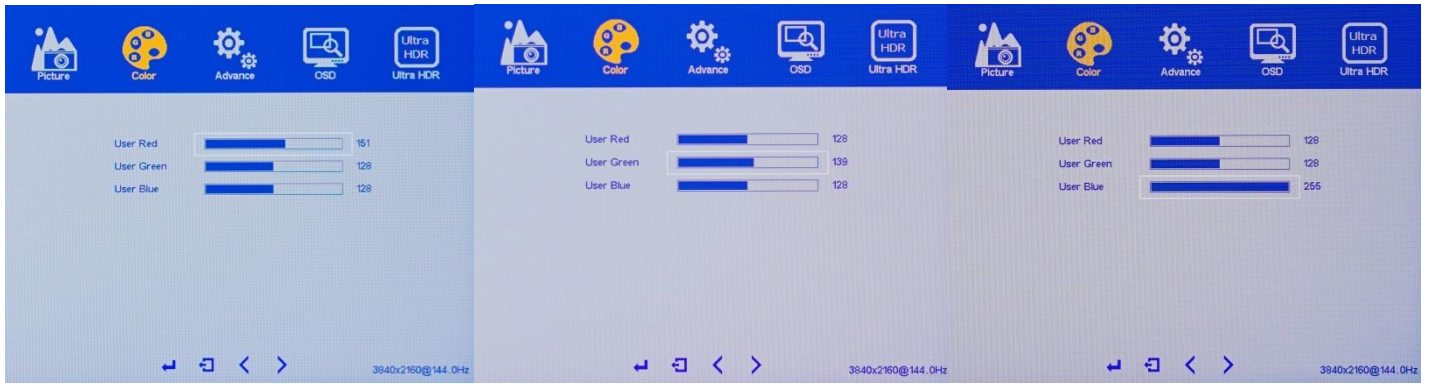 Picture
Color
Advance
OSD
Ultra
HDR
Ultra HDR
User Red 151
User Green 128
User Blue 128
3840x2160@144.0Hz
Picture
Color
Advance
OSD
Ultra
HDR
Ultra HDR
User Red 128
User Green 139
User Blue 128
3840x2160@144.0Hz
Picture
Color
Advance
OSD
Ultra
HDR
Ultra HDR
User Red 128
User Green 128
User Blue 255
3840x2160@144.0Hz